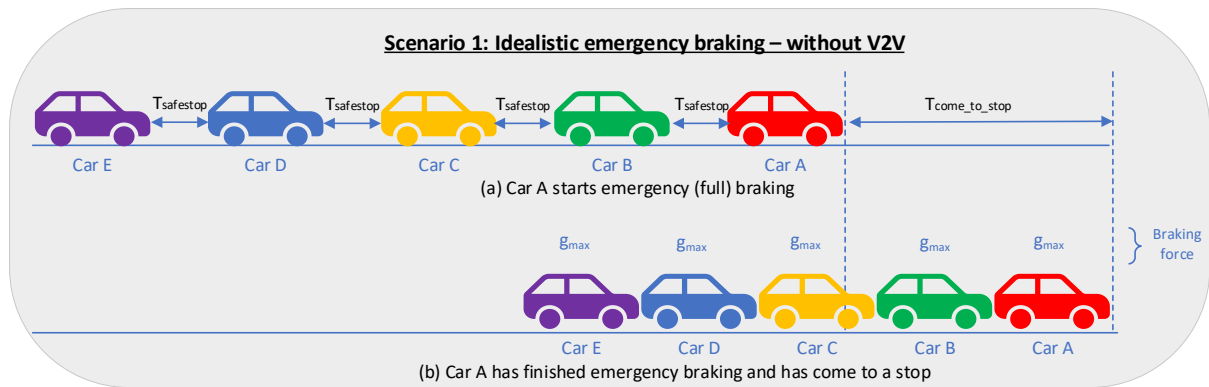 Scenario 1: Idealistic emergency braking – without V2V
Tsafestop Tsafestop Tsafestop Tsafestop Tcome_to_stop
Car E Car D Car C Car B Car A
(a) Car A starts emergency (full) braking
gmax gmax gmax gmax gmax Braking
force
Car E Car D Car C Car B Car A
(b) Car A has finished emergency braking and has come to a stop